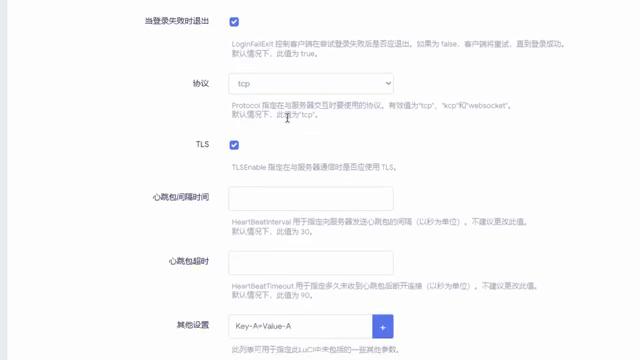 当登录失败时退出
LoginFailExit 控制客户端在尝试登录失败后是否应退出。如果为 false，客户端将重试，直到登录成功。
默认情况下，此值为 true。
协议
tcp
Protocol 指定在与服务器交互时要使用的协议。有效值为"tcp"、"kcp"和"websocket"。
默认情况下，此值为"tcp"。
TLS
TLSEnable 指定在与服务器通信时是否应使用 TLS。
心跳包间隔时间
HeartBeatInterval 用于指定向服务器发送心跳包的间隔（以秒为单位）。不建议更改此值。
默认情况下，此值为 30。
心跳包超时
HeartBeatTimeout 用于指定多久未收到心跳包后断开连接（以秒为单位）。不建议更改此值。
默认情况下，此值为 90。
其他设置
Key-A=Value-A
+
此列表可用于指定此LuCI中未包括的一些其他参数。